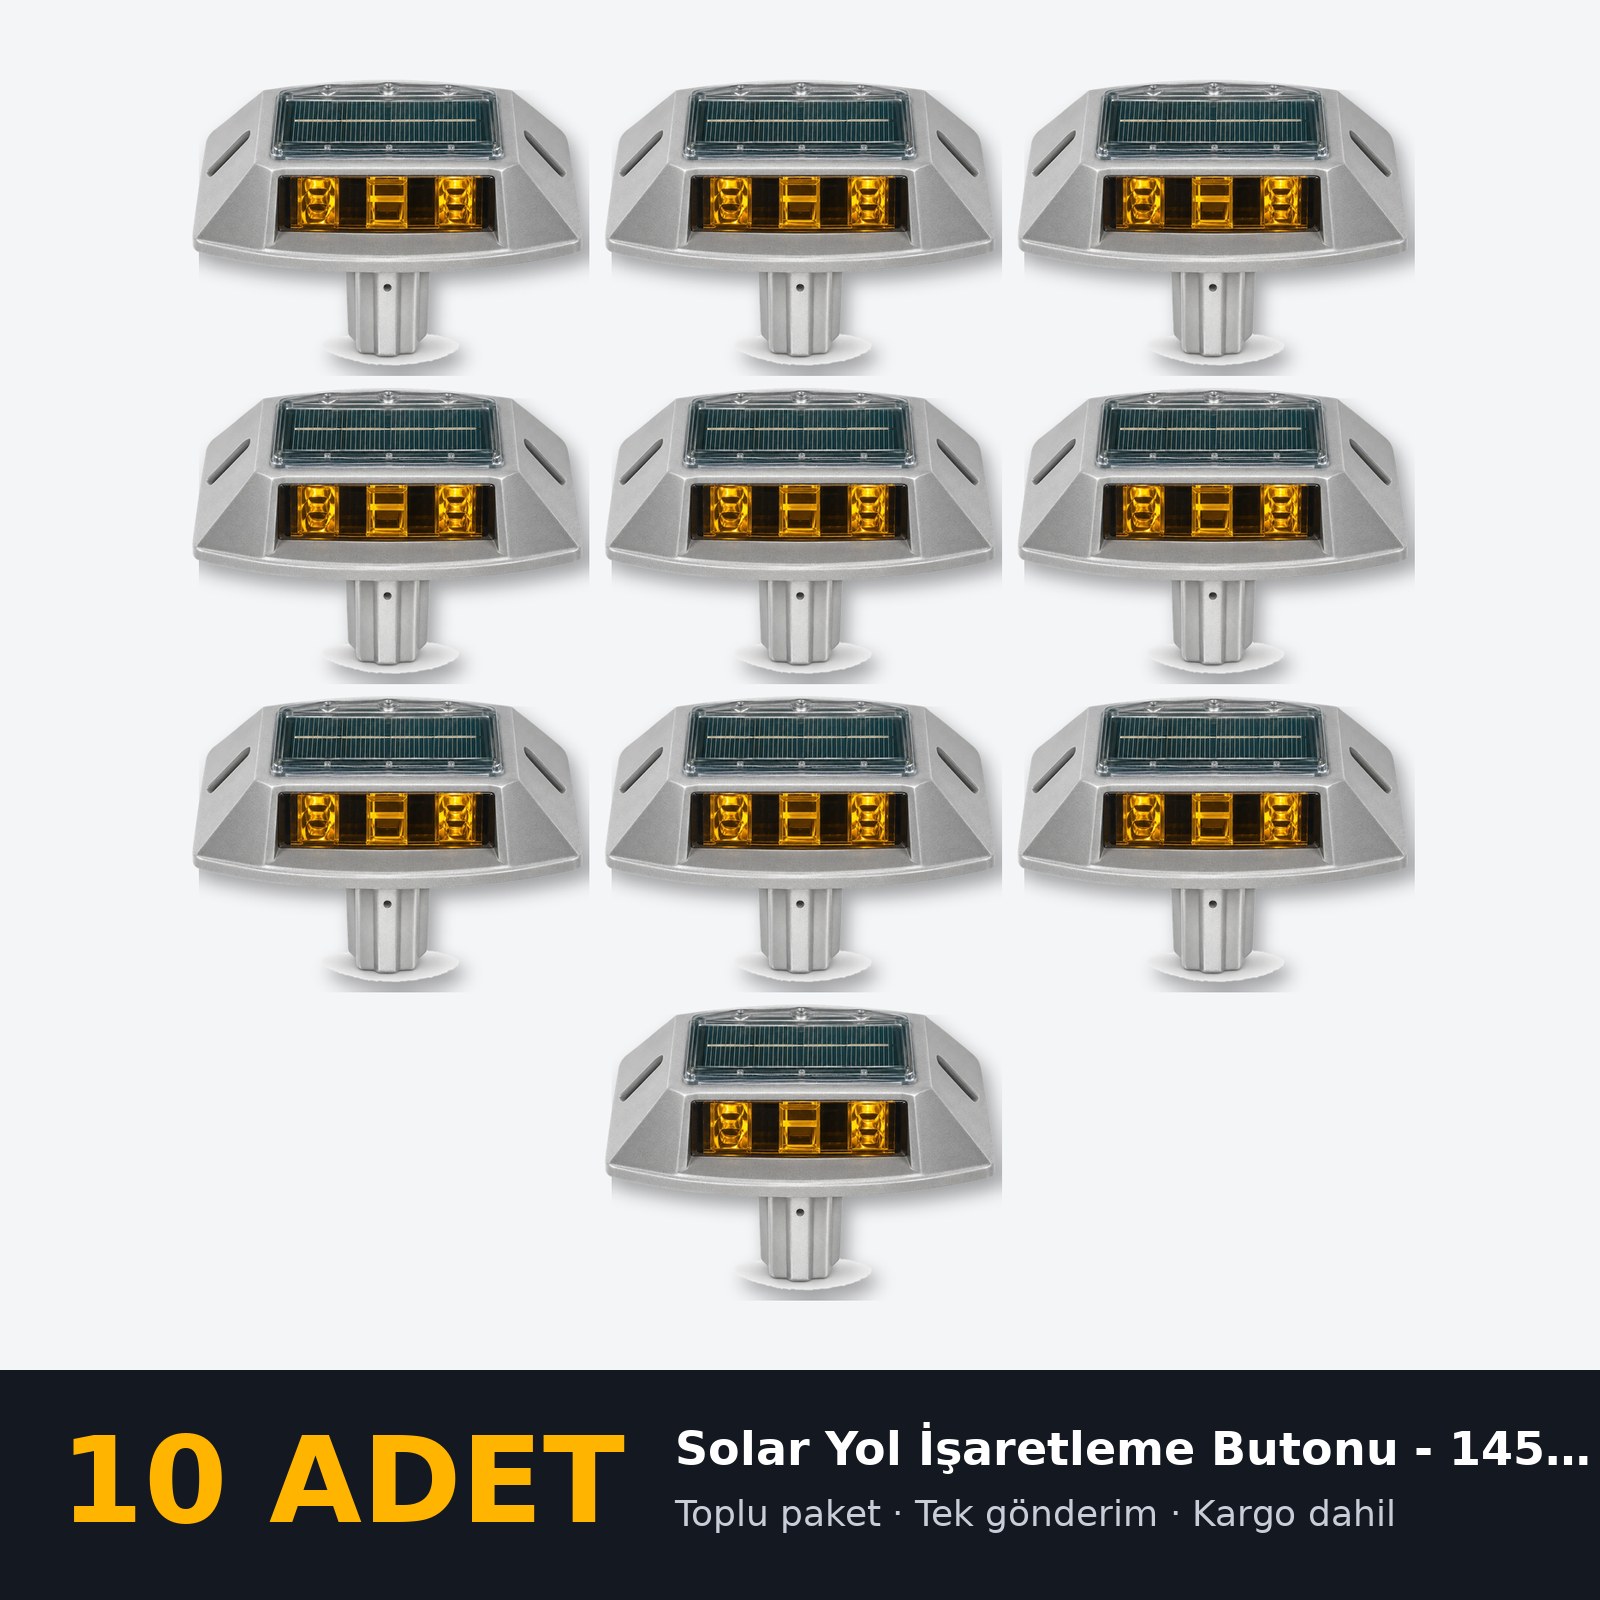 10 ADET
Solar Yol İşaretleme Butonu - 145…
Toplu paket · Tek gönderim · Kargo dahil